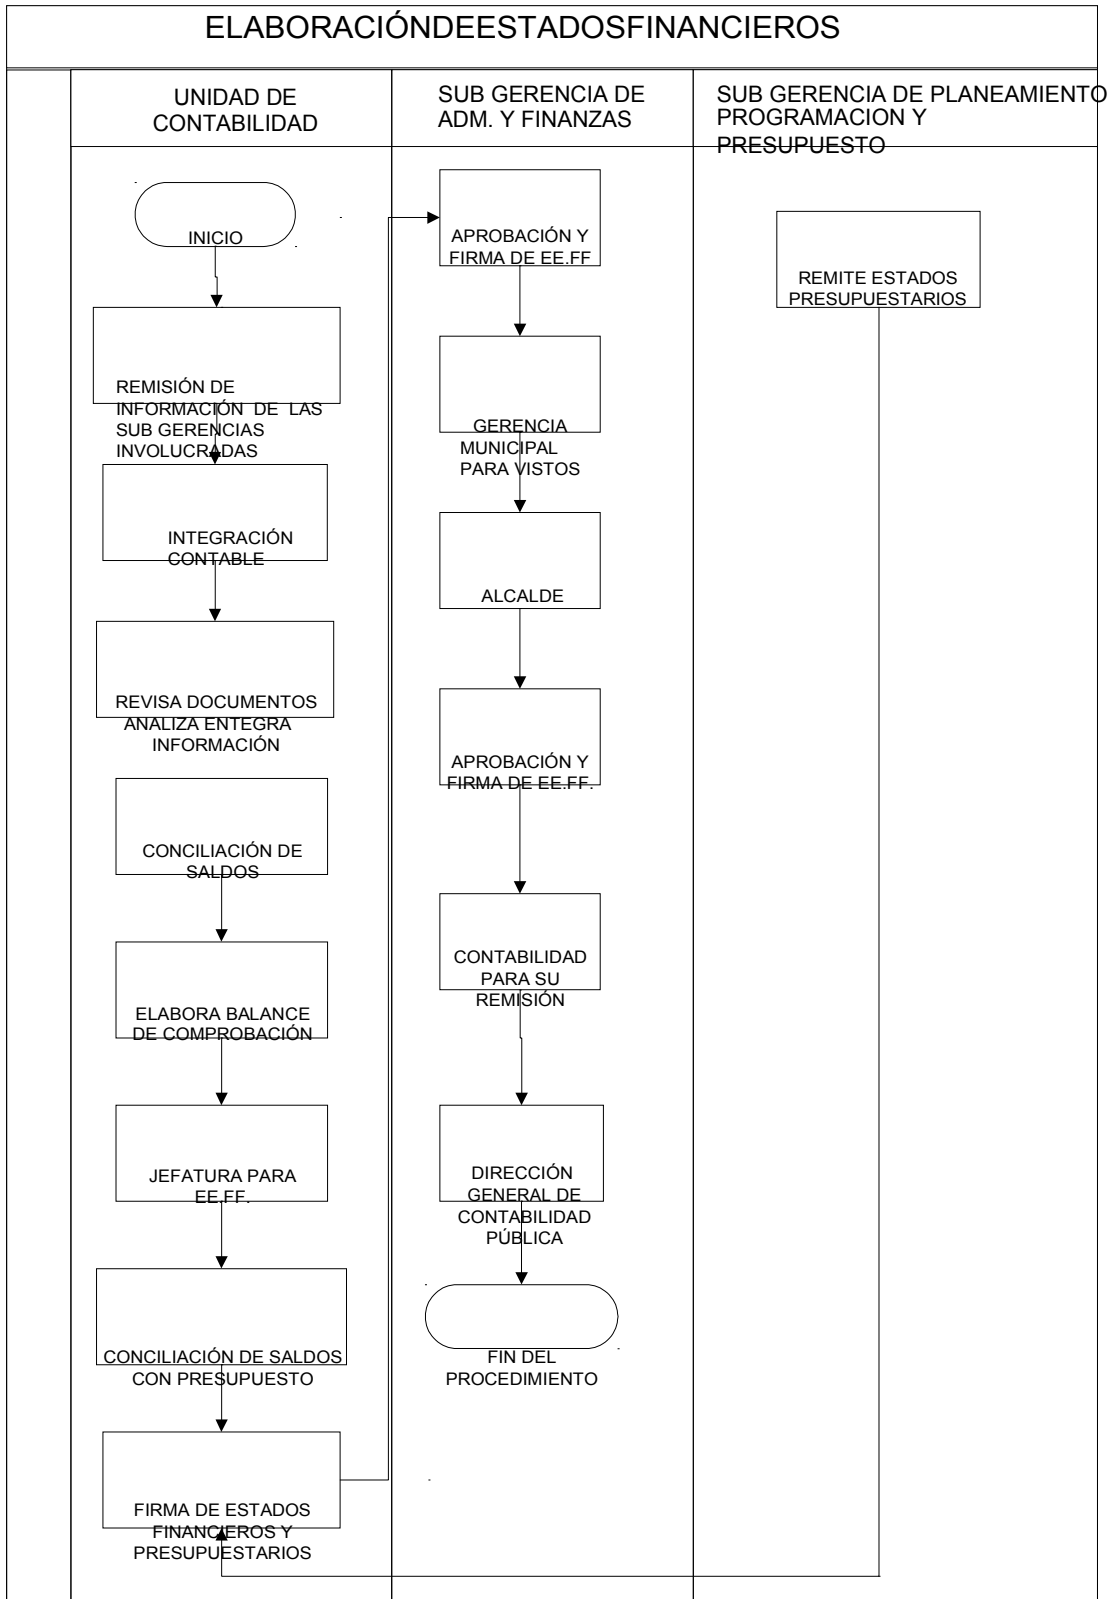 ELABORACIÓNDEESTADOSFINANCIEROS
UNIDAD DE
CONTABILIDAD
SUB GERENCIA DE
ADM. Y FINANZAS
SUB GERENCIA DE PLANEAMIENTO
PROGRAMACION Y
PRESUPUESTO
INICIO
REMISIÓN DE
INFORMACIÓN DE LAS
SUB GERENCIAS
INVOLUCRADAS
INTEGRACIÓN
CONTABLE
REVISA DOCUMENTOS
ANALIZA ENTEGRA
INFORMACIÓN
CONCILIACIÓN DE
SALDOS
ELABORA BALANCE
DE COMPROBACIÓN
JEFATURA PARA
EE.FF.
CONCILIACIÓN DE SALDOS
CON PRESUPUESTO
FIRMA DE ESTADOS
FINANCIEROS Y
PRESUPUESTARIOS
APROBACIÓN Y
FIRMA DE EE.FF
GERENCIA
MUNICIPAL
PARA VISTOS
ALCALDE
APROBACIÓN Y
FIRMA DE EE.FF.
CONTABILIDAD
PARA SU
REMISIÓN
DIRECCIÓN
GENERAL DE
CONTABILIDAD
PÚBLICA
FIN DEL
PROCEDIMIENTO
REMITE ESTADOS
PRESUPUESTARIOS